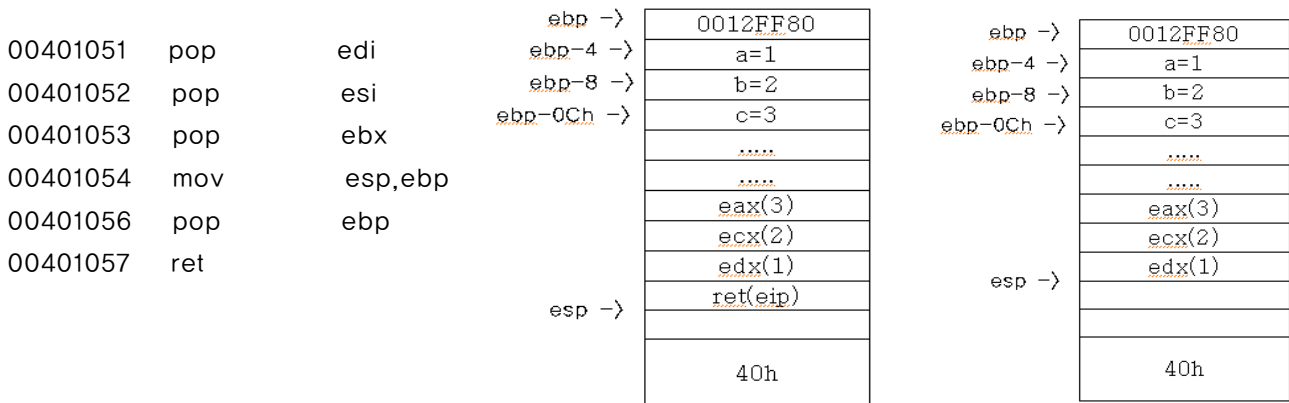 00401051 pop edi
00401052 pop esi
00401053 pop ebx
00401054 mov esp,ebp
00401056 pop ebp
00401057 ret
ebp -> 0012FF80
ebp-4 -> a=1
ebp-8 -> b=2
ebp-0Ch -> c=3
.....
.....
eax(3)
ecx(2)
edx(1)
esp -> ret(eip)
40h
ebp -> 0012FF80
ebp-4 -> a=1
ebp-8 -> b=2
ebp-0Ch -> c=3
.....
.....
eax(3)
ecx(2)
esp -> edx(1)
40h